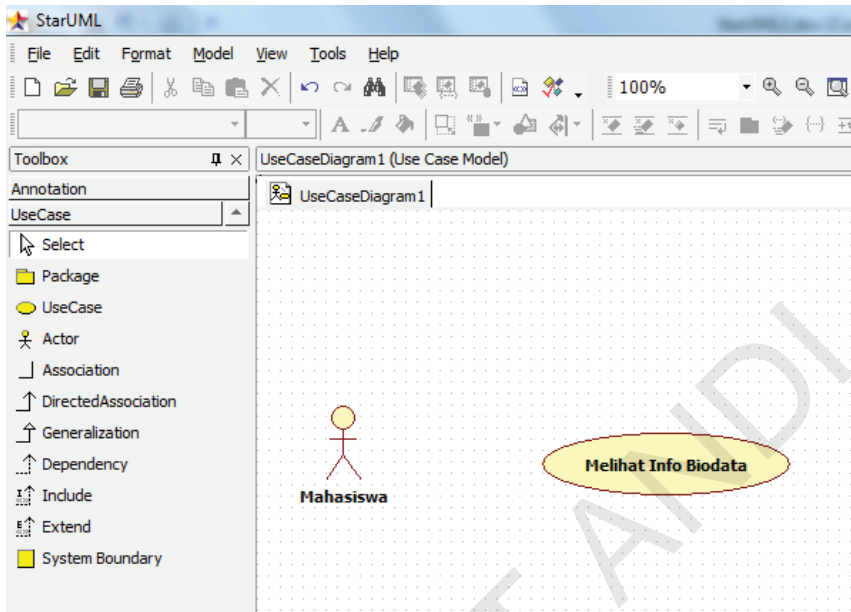 StarUML
File Edit Format Model View Tools Help
100%
Toolbox
UseCaseDiagram1 (Use Case Model)
Annotation
UseCaseDiagram1
UseCase
Select
Package
UseCase
Actor
Association
DirectedAssociation
Generalization
Dependency
Include
Extend
System Boundary
Mahasiswa
Melihat Info Biodata
T ANDI